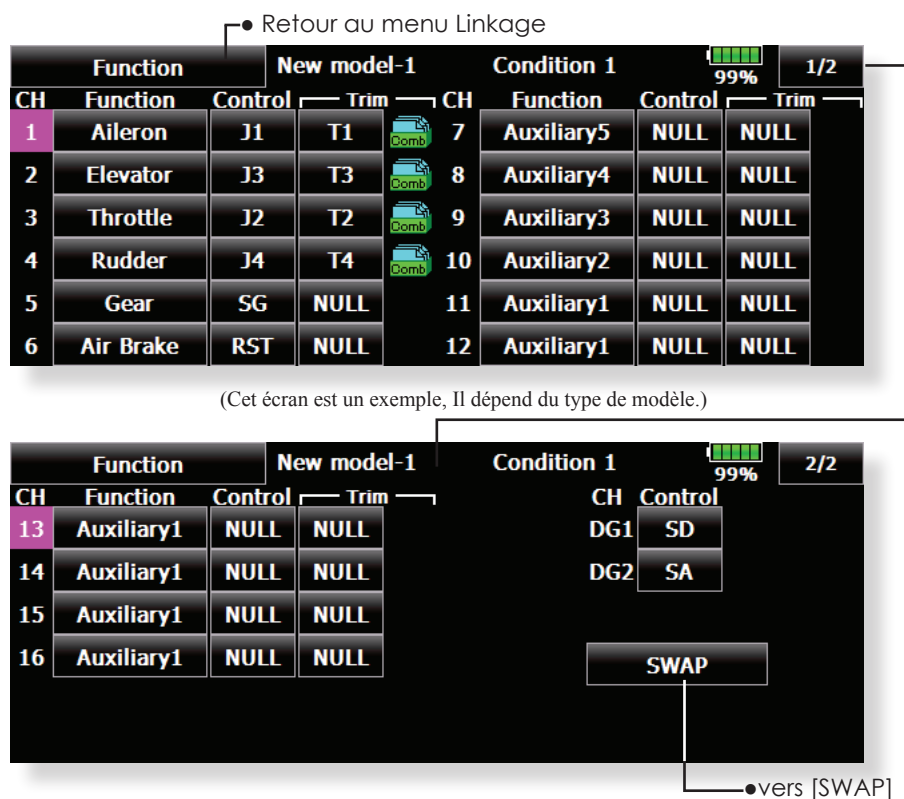 Retour au menu Linkage
Function New model-1 Condition 1 99% 1/2
CH Function Control Trim CH Function Control Trim
1 Aileron J1 T1 Comb 7 Auxiliary5 NULL NULL
2 Elevator J3 T3 Comb 8 Auxiliary4 NULL NULL
3 Throttle J2 T2 Comb 9 Auxiliary3 NULL NULL
4 Rudder J4 T4 Comb 10 Auxiliary2 NULL NULL
5 Gear SG NULL 11 Auxiliary1 NULL NULL
6 Air Brake RST NULL 12 Auxiliary1 NULL NULL
(Cet écran est un exemple, Il dépend du type de modèle.)
Function New model-1 Condition 1 99% 2/2
CH Function Control Trim CH Control
13 Auxiliary1 NULL NULL DG1 SD
14 Auxiliary1 NULL NULL DG2 SA
15 Auxiliary1 NULL NULL
16 Auxiliary1 NULL NULL SWAP
vers [SWAP]